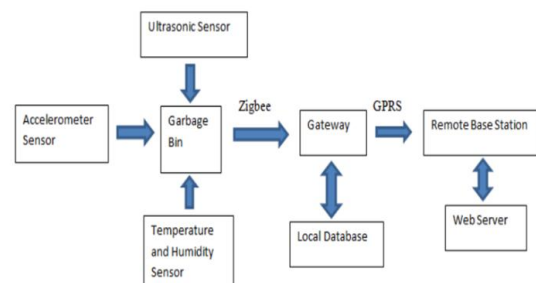 Ultrasonic Sensor
Zigbee
GPRS
Accelerometer
Sensor
Garbage
Bin
Gateway
Remote Base Station
Temperature
and Humidity
Sensor
Local Database
Web Server